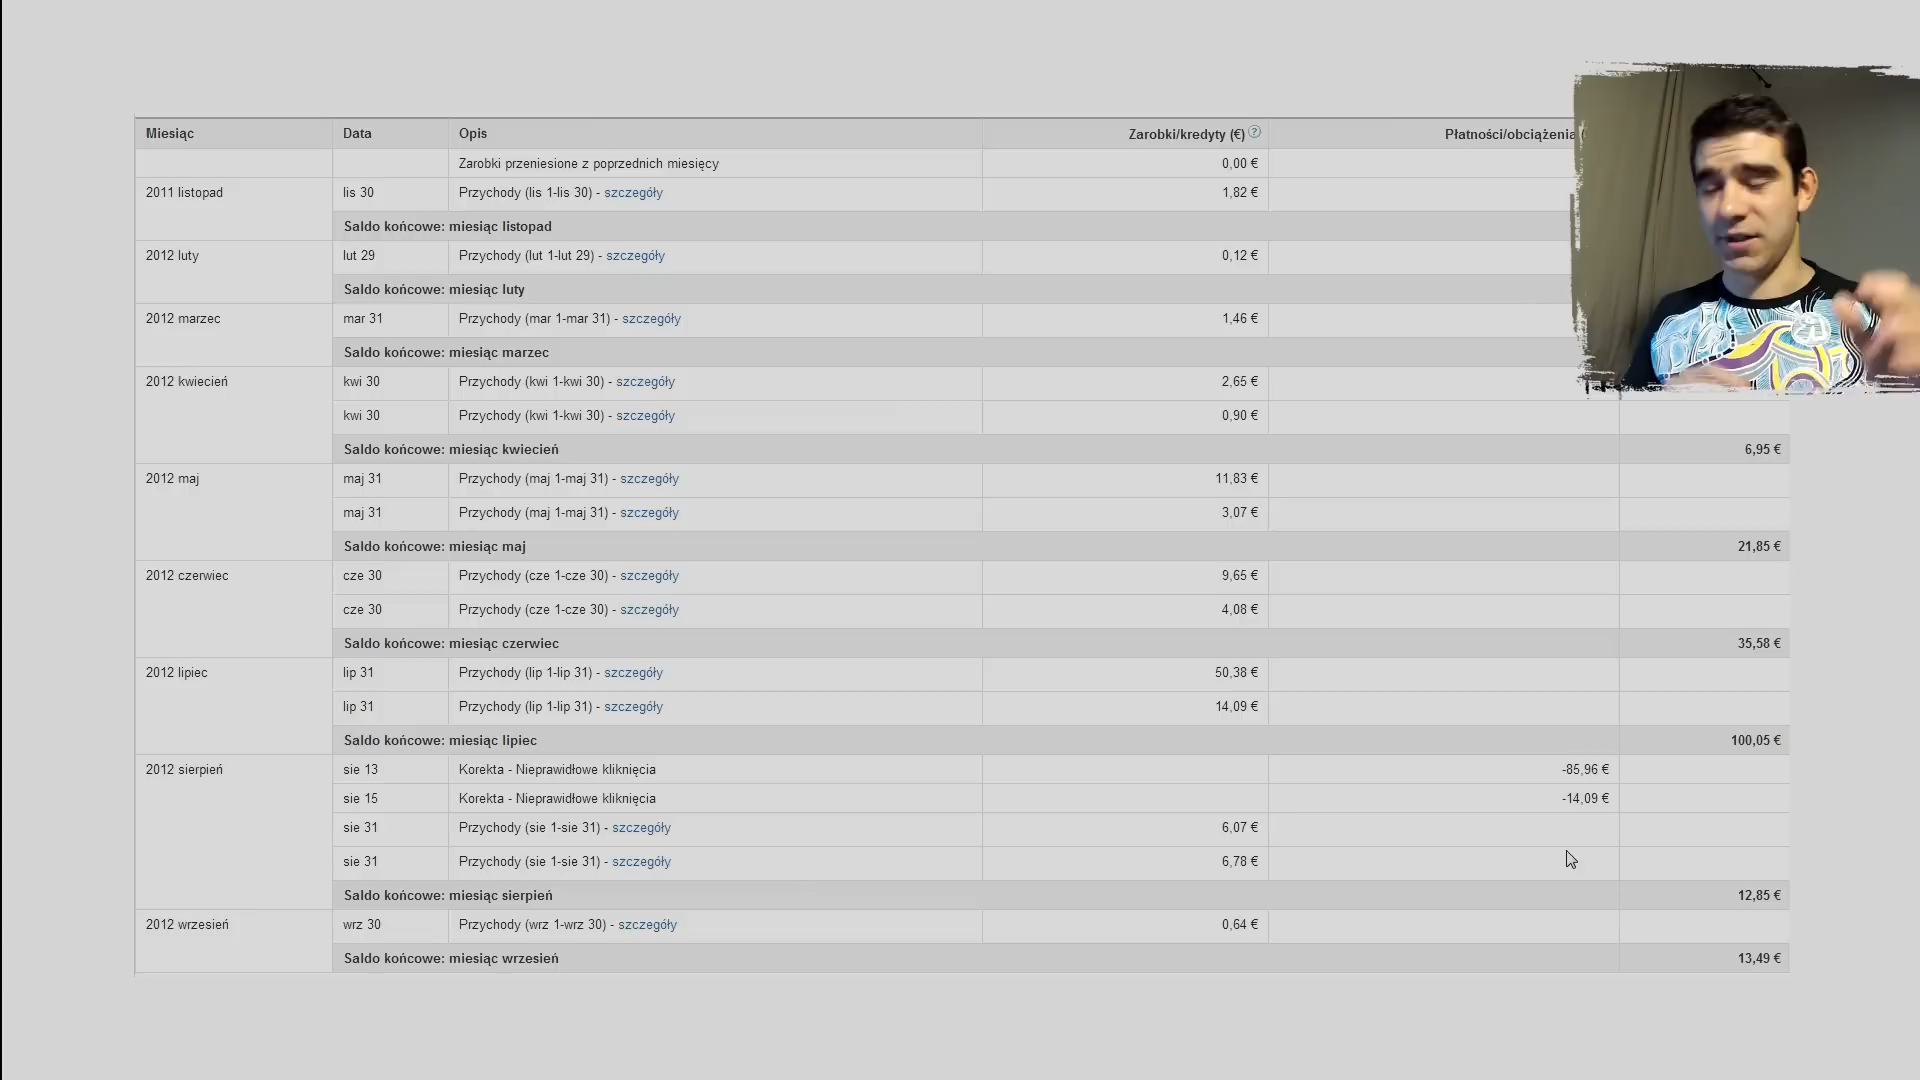 Miesiąc Data Opis Zarobki/kredyty (€) ? Płatności/obciążenia
Zarobki przeniesione z poprzednich miesięcy 0,00 €
2011 listopad lis 30 Przychody (lis 1-lis 30) - szczegóły 1,82 €
Saldo końcowe: miesiąc listopad
2012 luty lut 29 Przychody (lut 1-lut 29) - szczegóły 0,12 €
Saldo końcowe: miesiąc luty
2012 marzec mar 31 Przychody (mar 1-mar 31) - szczegóły 1,46 €
Saldo końcowe: miesiąc marzec
2012 kwiecień kwi 30 Przychody (kwi 1-kwi 30) - szczegóły 2,65 €
kwi 30 Przychody (kwi 1-kwi 30) - szczegóły 0,90 €
Saldo końcowe: miesiąc kwiecień 6,95 €
2012 maj maj 31 Przychody (maj 1-maj 31) - szczegóły 11,83 €
maj 31 Przychody (maj 1-maj 31) - szczegóły 3,07 €
Saldo końcowe: miesiąc maj 21,85 €
2012 czerwiec cze 30 Przychody (cze 1-cze 30) - szczegóły 9,65 €
cze 30 Przychody (cze 1-cze 30) - szczegóły 4,08 €
Saldo końcowe: miesiąc czerwiec 35,58 €
2012 lipiec lip 31 Przychody (lip 1-lip 31) - szczegóły 50,38 €
lip 31 Przychody (lip 1-lip 31) - szczegóły 14,09 €
Saldo końcowe: miesiąc lipiec 100,05 €
2012 sierpień sie 13 Korekta - Nieprawidłowe kliknięcia -85,96 €
sie 15 Korekta - Nieprawidłowe kliknięcia -14,09 €
sie 31 Przychody (sie 1-sie 31) - szczegóły 6,07 €
sie 31 Przychody (sie 1-sie 31) - szczegóły 6,78 €
Saldo końcowe: miesiąc sierpień 12,85 €
2012 wrzesień wrz 30 Przychody (wrz 1-wrz 30) - szczegóły 0,64 €
Saldo końcowe: miesiąc wrzesień 13,49 €